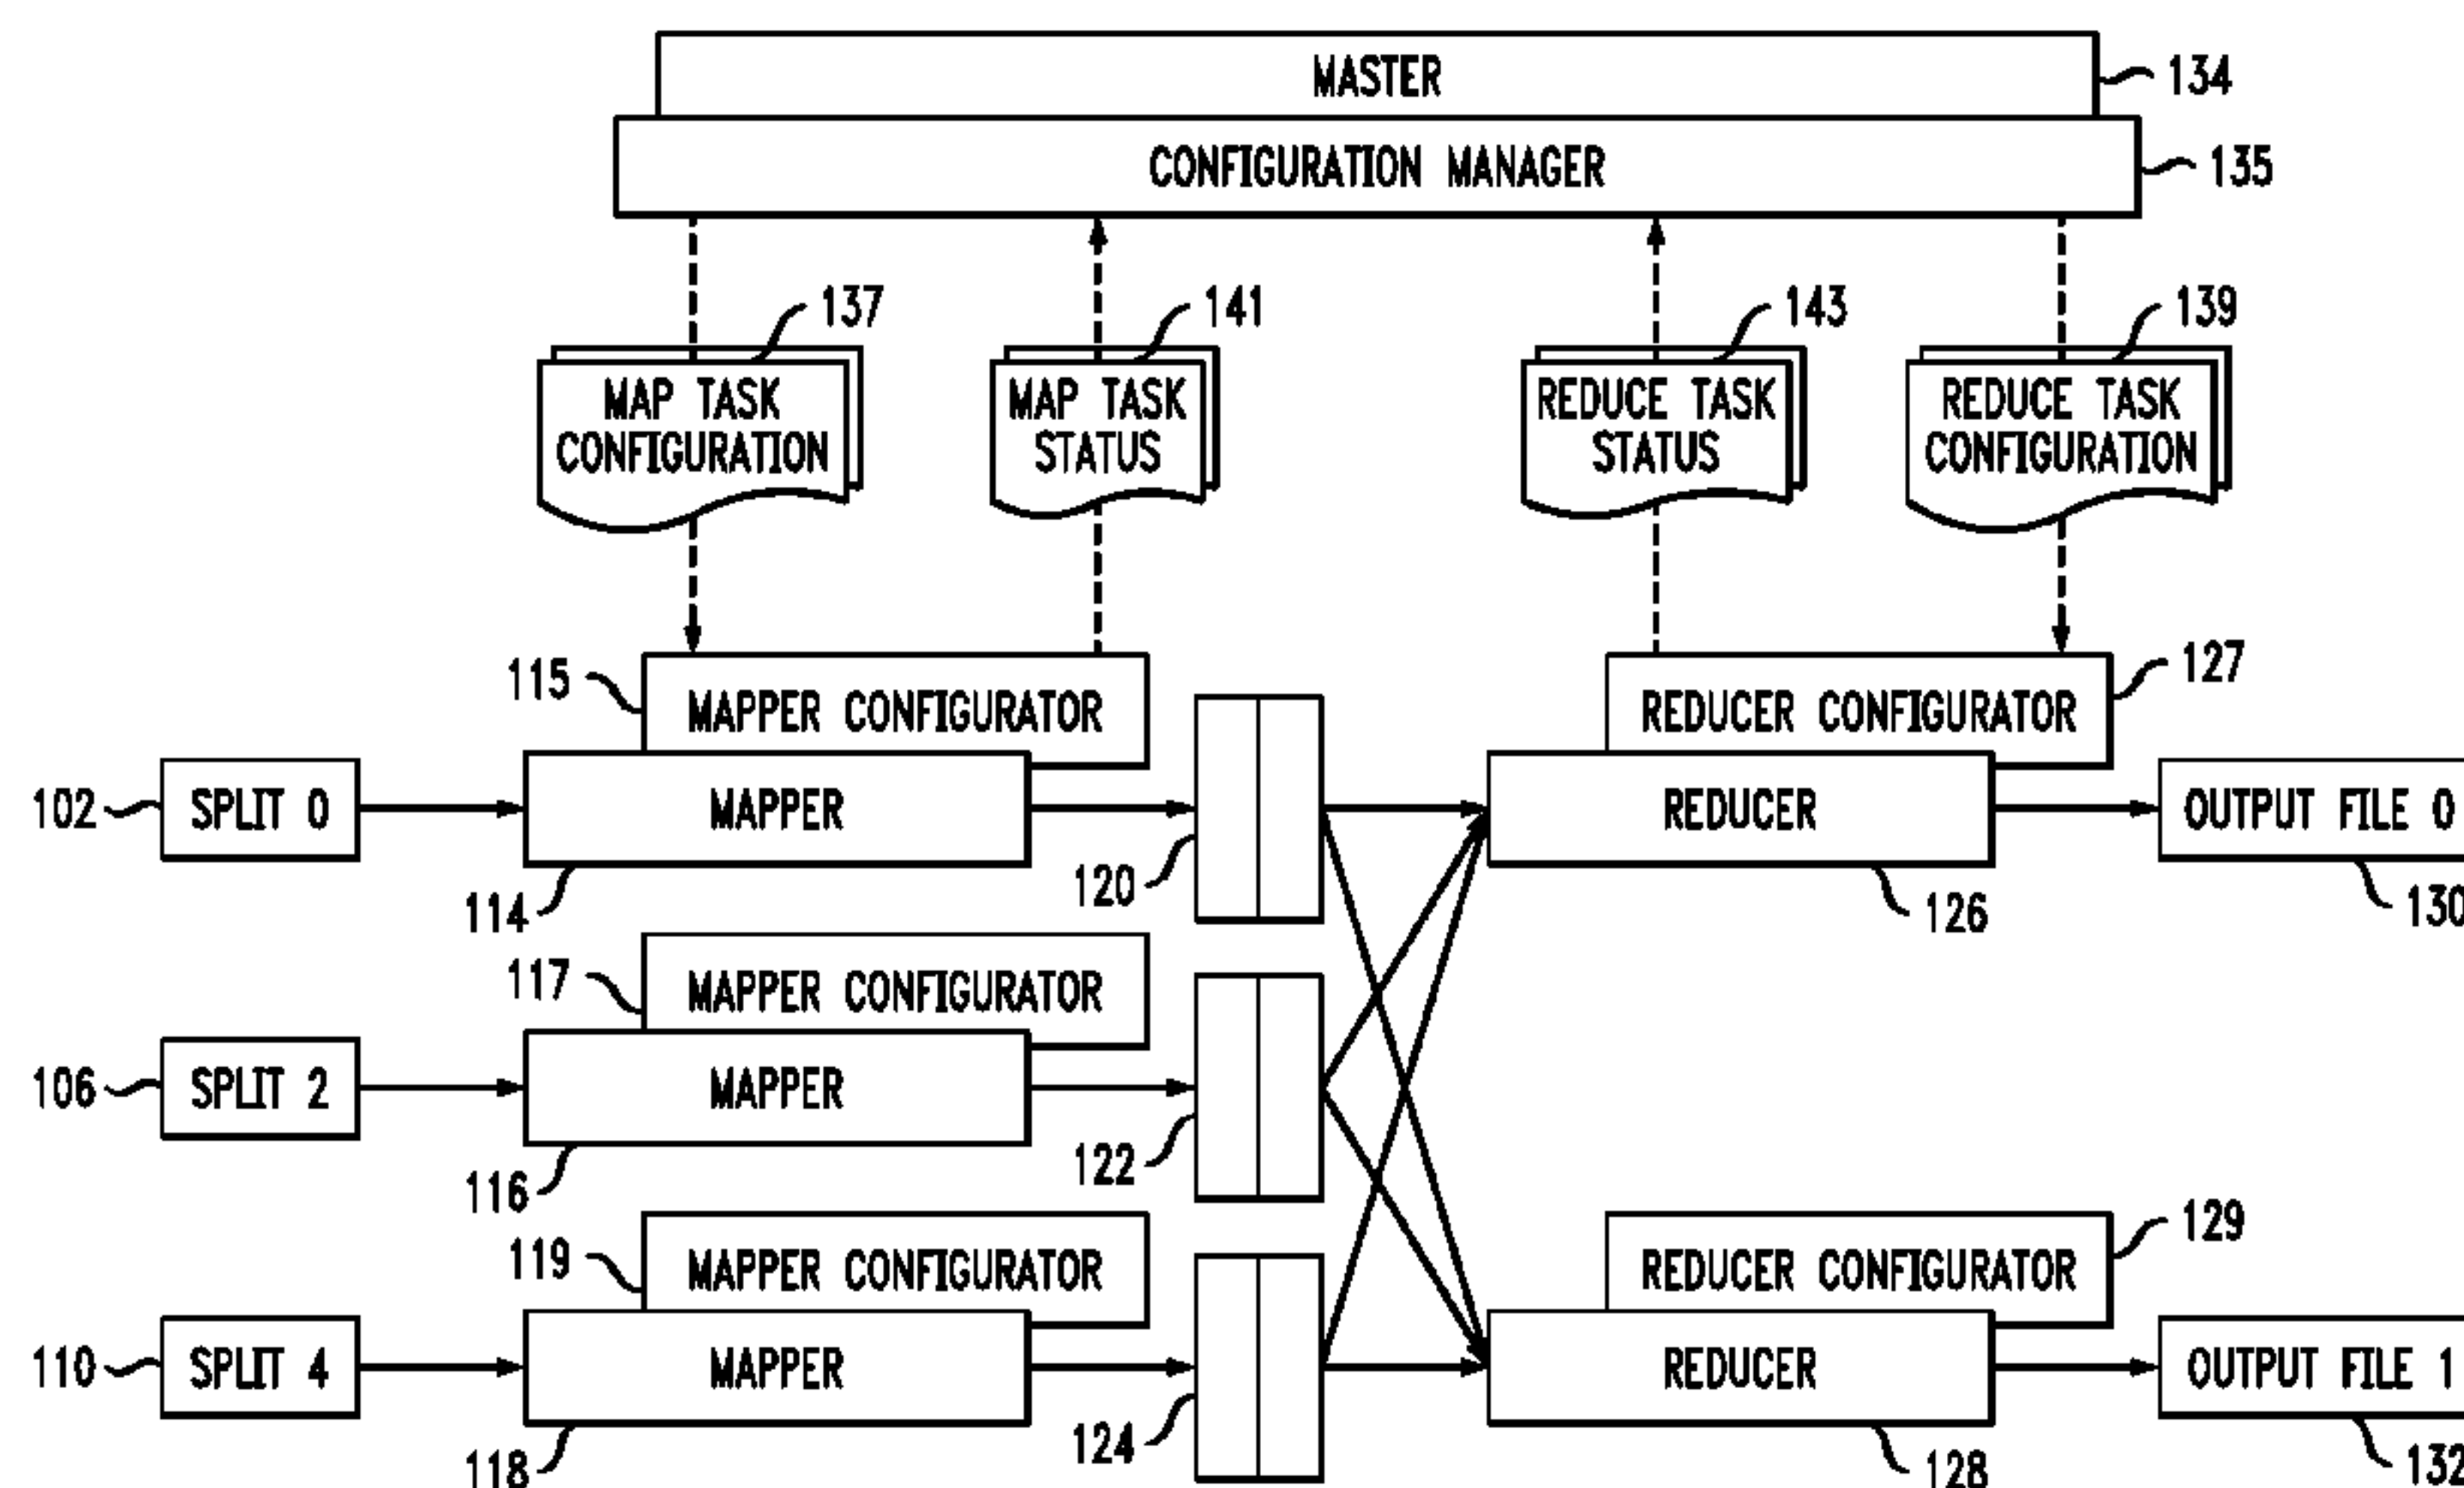 MASTER
134
CONFIGURATION MANAGER
135
137
141
143
139
MAP TASK
CONFIGURATION
MAP TASK
STATUS
REDUCE TASK
STATUS
REDUCE TASK
CONFIGURATION
115
MAPPER CONFIGURATOR
REDUCER CONFIGURATOR
127
102
SPLIT 0
MAPPER
REDUCER
OUTPUT FILE 0
114
120
126
130
117
MAPPER CONFIGURATOR
106
SPLIT 2
MAPPER
116
122
119
MAPPER CONFIGURATOR
REDUCER CONFIGURATOR
129
110
SPLIT 4
MAPPER
REDUCER
OUTPUT FILE 1
118
124
128
132